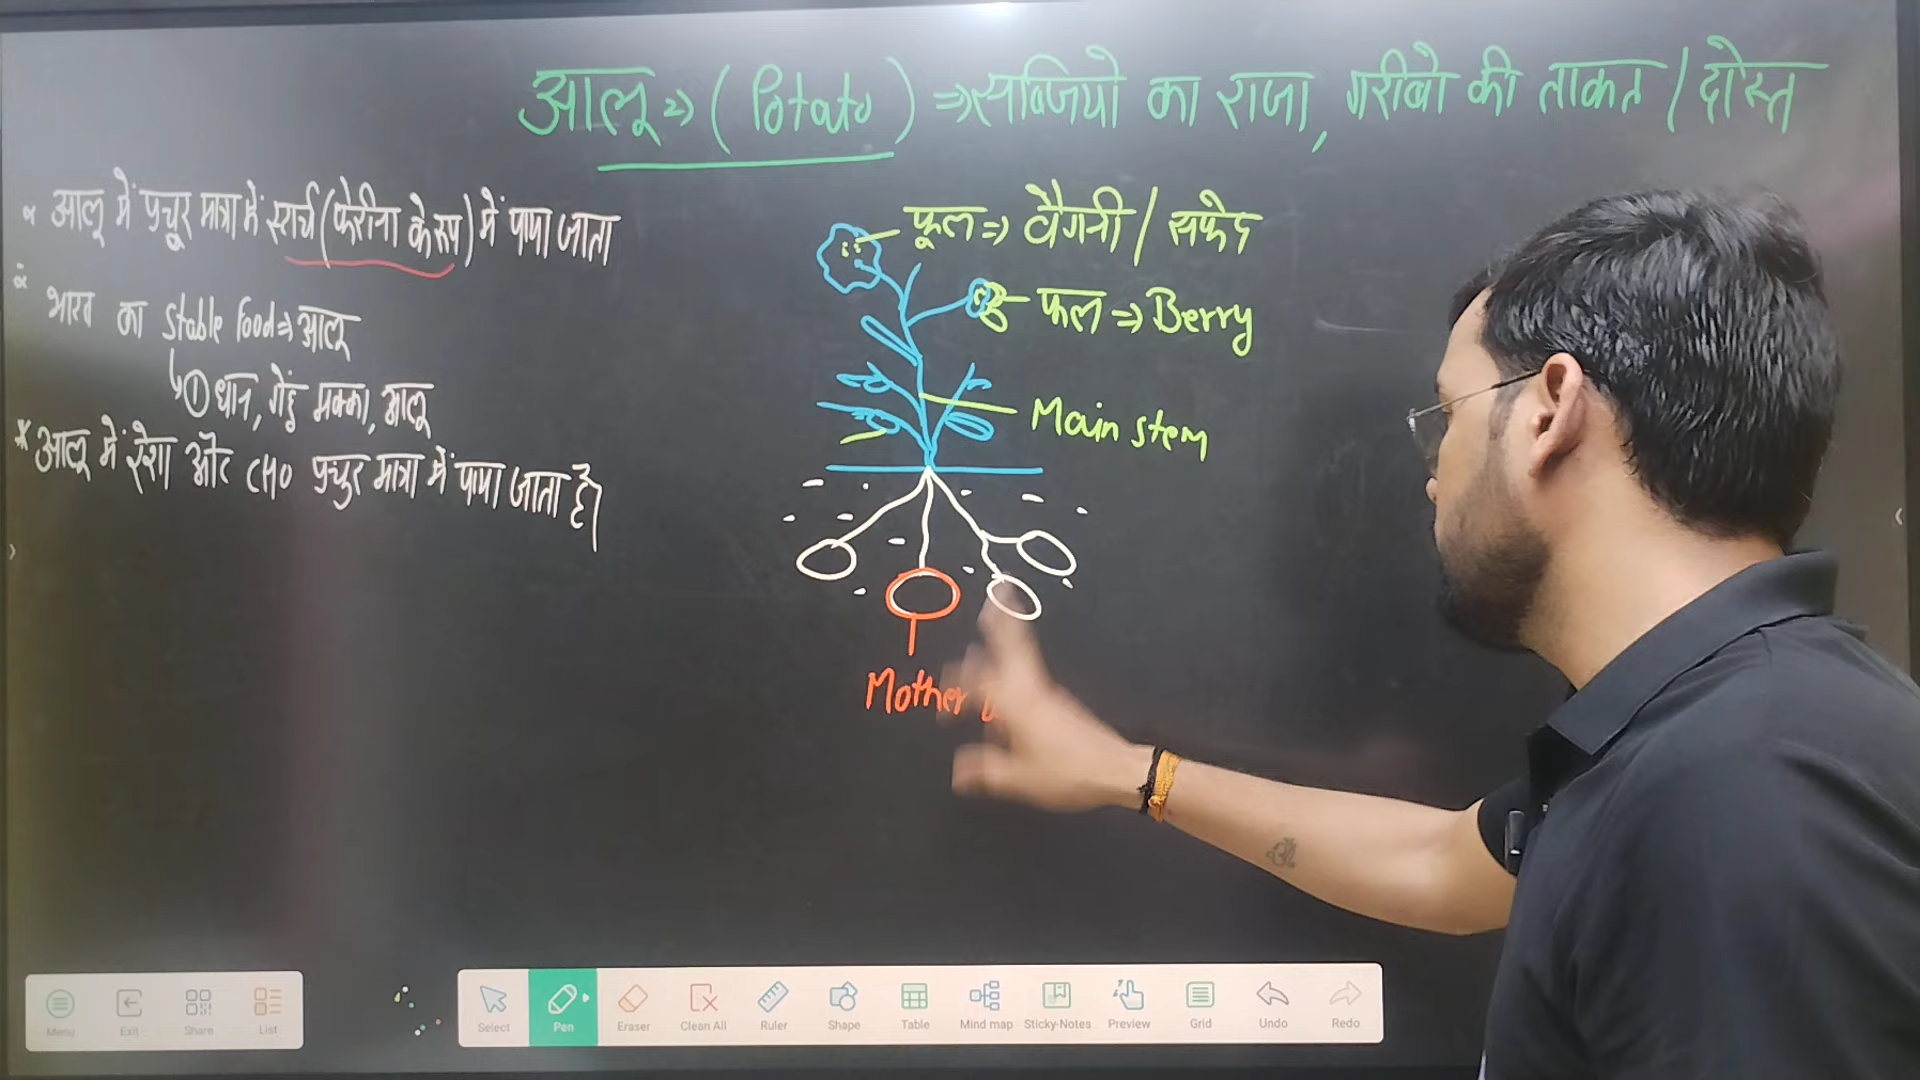 आलू ⇒ (Potato) ⇒ सब्जियो का राजा, गरीबो की ताकत / दोस्त
* आलू में प्रचुर मात्रा में स्टार्च (फेरीना के रूप) में पाया जाता
* भारत का Stable Food ⇒ आलू
↳ ① धान, गेहुं मक्का, आलू
* आलू में रेशा और CHO प्रचुर मात्रा में पाया जाता है।
फूल ⇒ वैगनी / सफेद
फल ⇒ Berry
Main stem
Mother
Menu
Exit
Share
List
Select
Pen
Eraser
Clean All
Ruler
Shape
Table
Mind map
Sticky-Notes
Preview
Grid
Undo
Redo